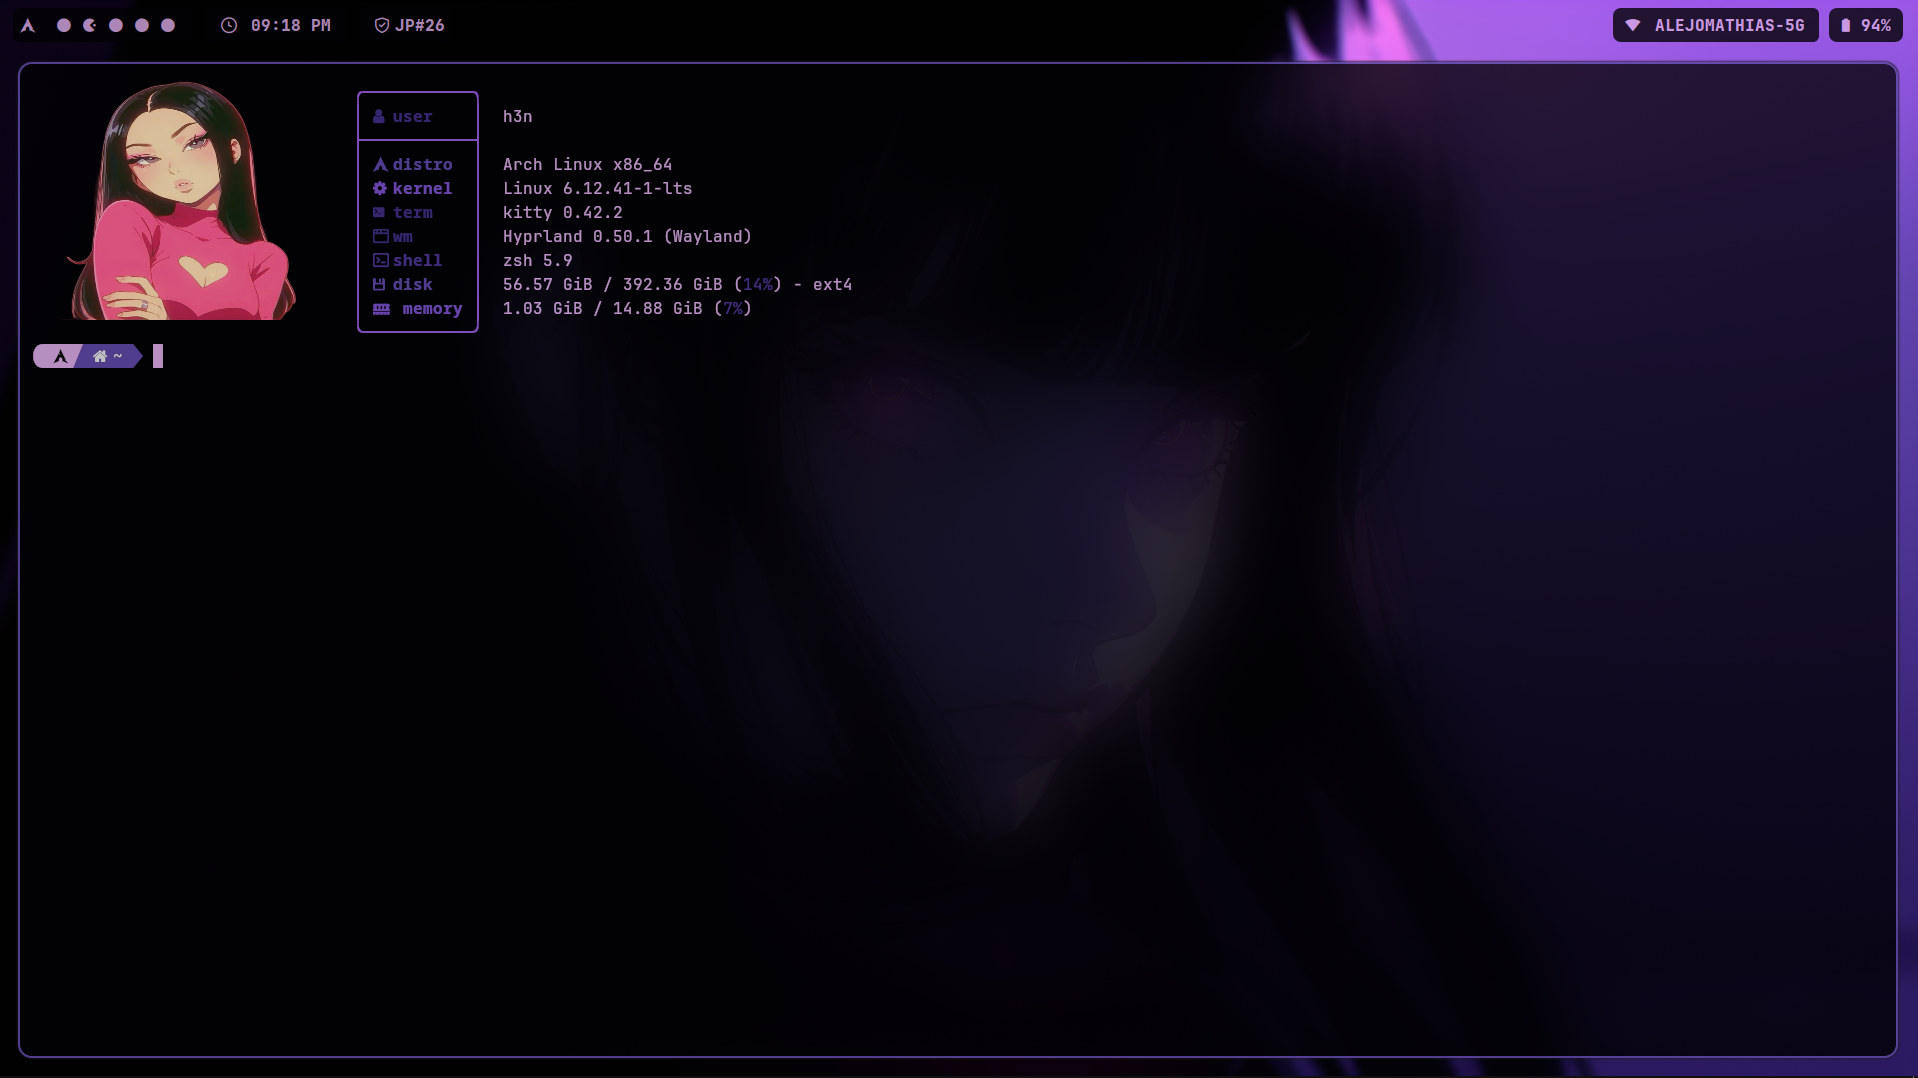 09:18 PM JP#26 ALEJOMATHIAS-5G 94%
user h3n
distro Arch Linux x86_64
kernel Linux 6.12.41-1-lts
term kitty 0.42.2
wm Hyprland 0.50.1 (Wayland)
shell zsh 5.9
disk 56.57 GiB / 392.36 GiB (14%) - ext4
memory 1.03 GiB / 14.88 GiB (7%)
~